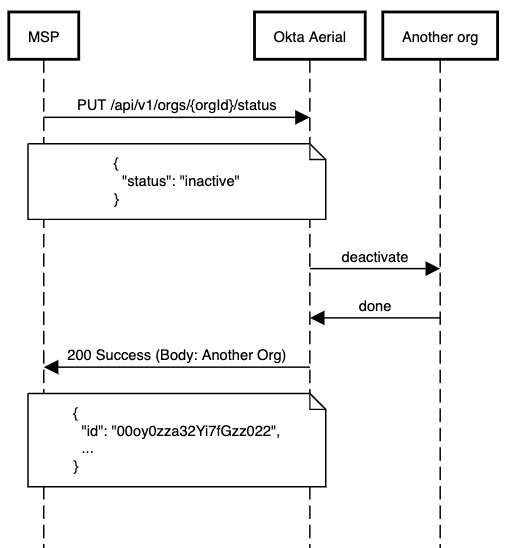 MSP
Okta Aerial
Another org
PUT /api/v1/orgs/{orgId}/status
{
"status": "inactive"
}
deactivate
done
200 Success (Body: Another Org)
{
"id": "00oy0zza32Yi7fGzz022",
...
}